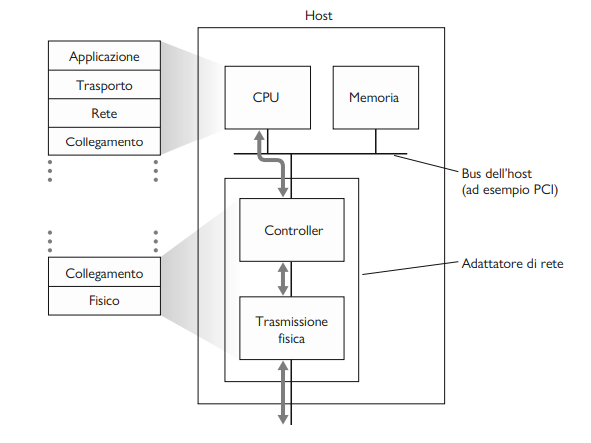 Host
Applicazione
Trasporto
Rete
Collegamento
CPU
Memoria
Bus dell'host
(ad esempio PCI)
Controller
Adattatore di rete
Collegamento
Fisico
Trasmissione
fisica